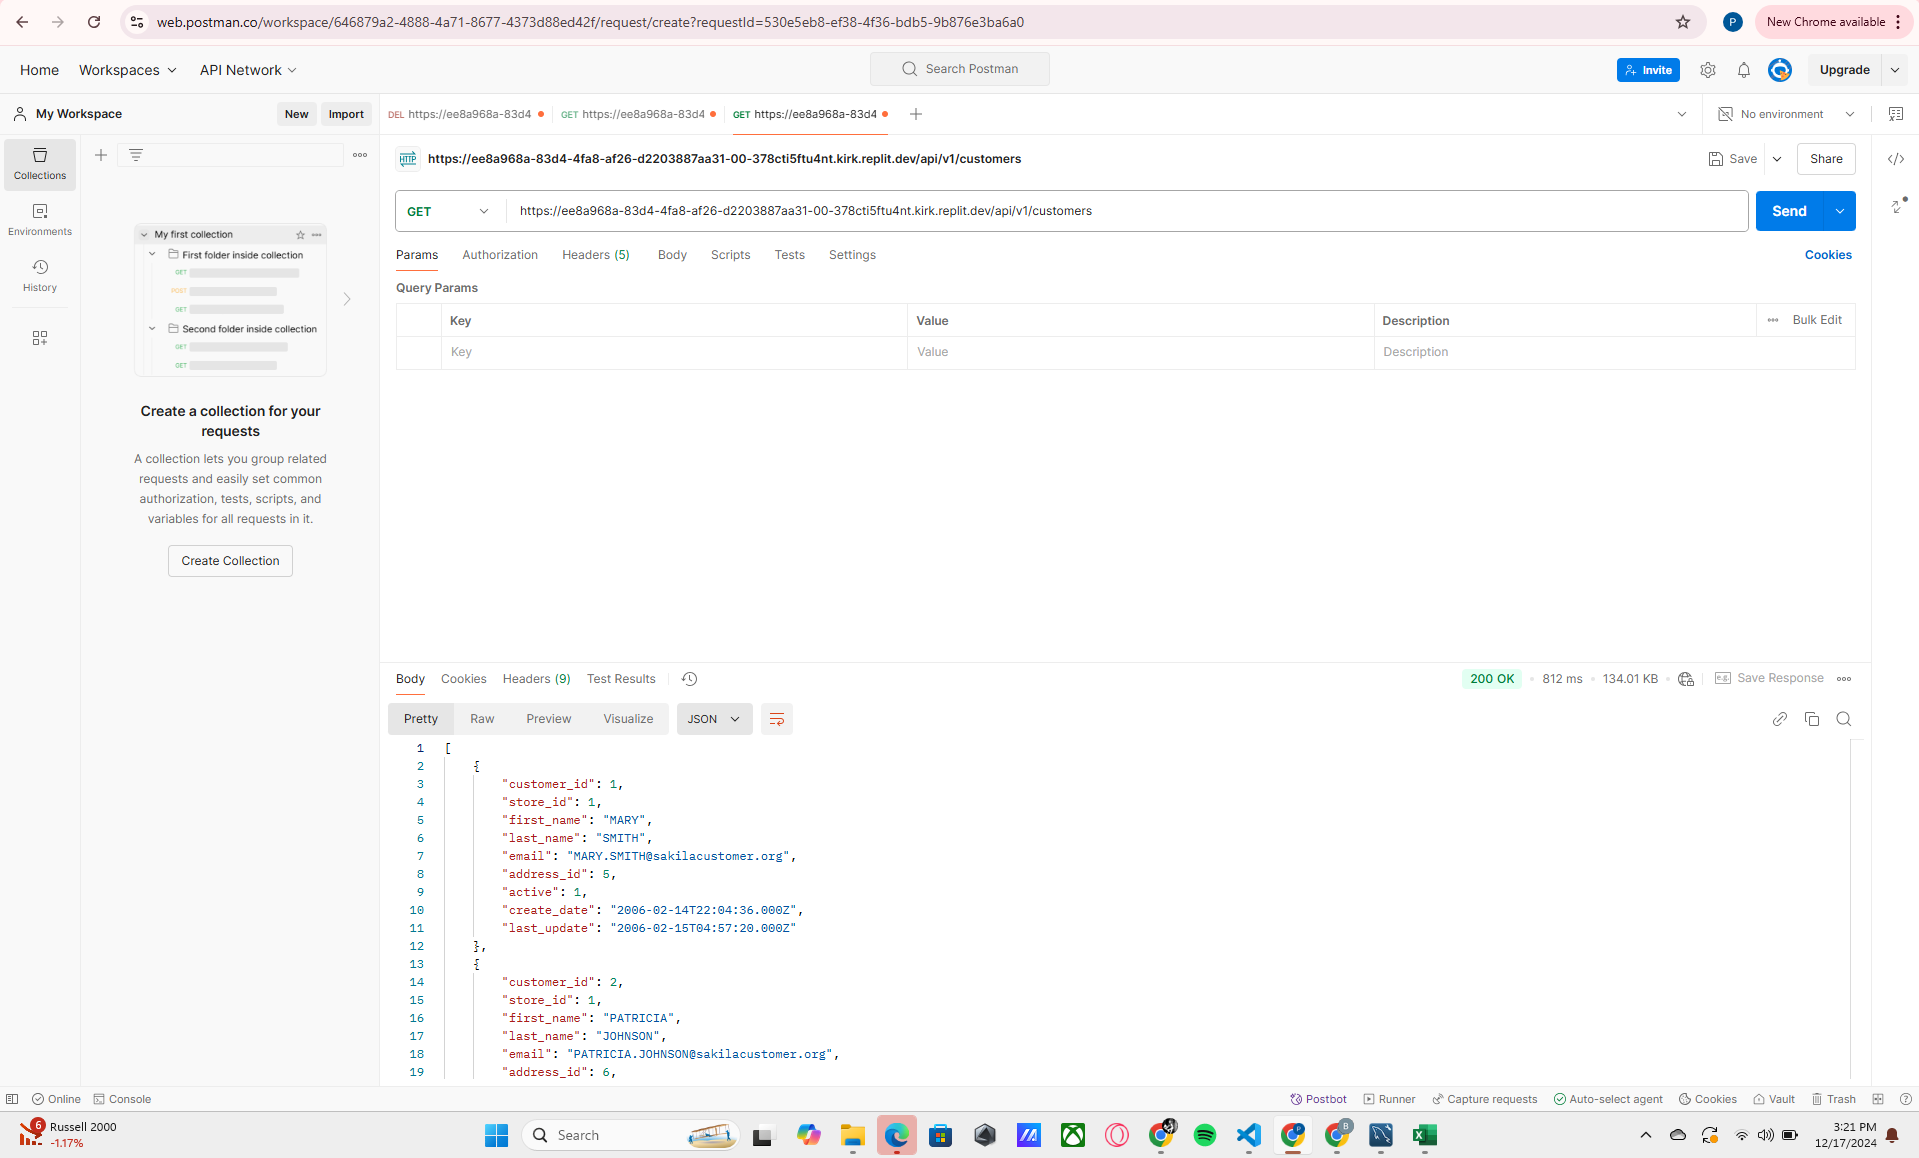 web.postman.co/workspace/646879a2-4888-4a71-8677-4373d88ed42f/request/create?requestId=530e5eb8-ef38-4f36-bdb5-9b876e3ba6a0
P
New Chrome available
Home
Workspaces
API Network
Search Postman
Invite
Upgrade
My Workspace
New
Import
DEL https://ee8a968a-83d4
GET https://ee8a968a-83d4
GET https://ee8a968a-83d4
No environment
Collections
Environments
History
My first collection
First folder inside collection
GET
POST
GET
Second folder inside collection
GET
GET
Create a collection for your
requests
A collection lets you group related
requests and easily set common
authorization, tests, scripts, and
variables for all requests in it.
Create Collection
HTTP
https://ee8a968a-83d4-4fa8-af26-d2203887aa31-00-378cti5ftu4nt.kirk.replit.dev/api/v1/customers
Save
Share
GET
https://ee8a968a-83d4-4fa8-af26-d2203887aa31-00-378cti5ftu4nt.kirk.replit.dev/api/v1/customers
Send
Params
Authorization
Headers (5)
Body
Scripts
Tests
Settings
Cookies
Query Params
Key
Value
Description
Bulk Edit
Key
Value
Description
Body
Cookies
Headers (9)
Test Results
200 OK
812 ms
134.01 KB
e.g.
Save Response
Pretty
Raw
Preview
Visualize
JSON
1 [
2 {
3 "customer_id": 1,
4 "store_id": 1,
5 "first_name": "MARY",
6 "last_name": "SMITH",
7 "email": "MARY.SMITH@sakilacustomer.org",
8 "address_id": 5,
9 "active": 1,
10 "create_date": "2006-02-14T22:04:36.000Z",
11 "last_update": "2006-02-15T04:57:20.000Z"
12 },
13 {
14 "customer_id": 2,
15 "store_id": 1,
16 "first_name": "PATRICIA",
17 "last_name": "JOHNSON",
18 "email": "PATRICIA.JOHNSON@sakilacustomer.org",
19 "address_id": 6,
Online
Console
Postbot
Runner
Capture requests
Auto-select agent
Cookies
Vault
Trash
6
Russell 2000
-1.17%
Search
P
B
3:21 PM
12/17/2024